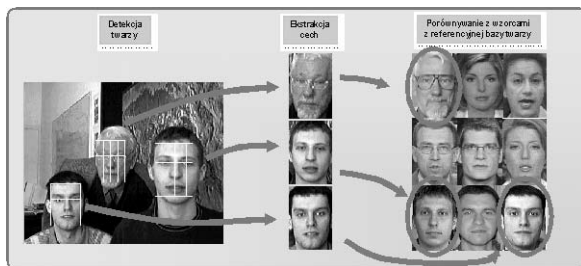 Detekcja
twarzy
Ekstrakcja
cech
Porównywanie z wzorcami
z referencyjnej bazy twarzy